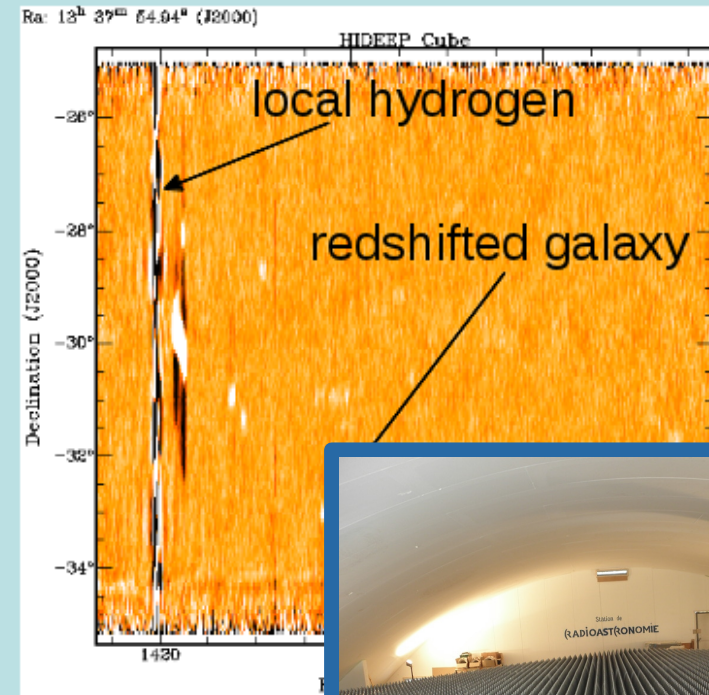 Ra: 13ʰ 37ᵐ 54.94ˢ (J2000)
HIDEEP Cube
local hydrogen
redshifted galaxy
Declination (J2000)
-26°
-28°
-30°
-32°
-34°
1420
Station de
RADIOASTRONOMIE